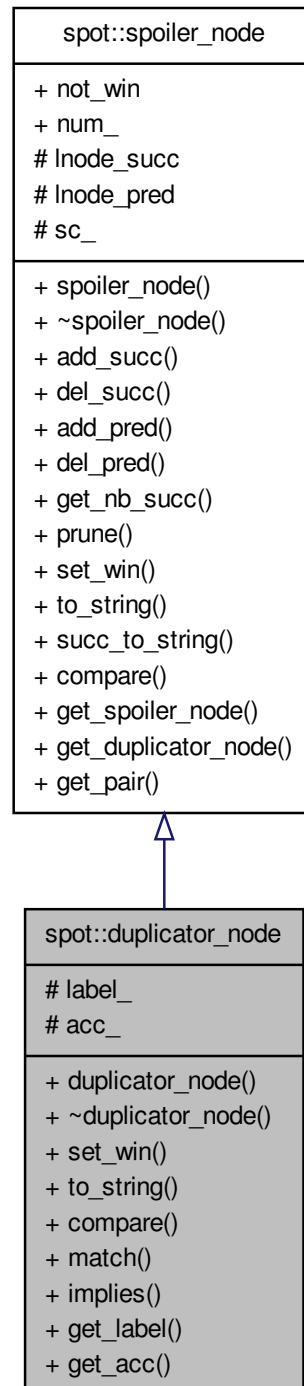 spot::spoiler_node
+ not_win
+ num_
# lnode_succ
# lnode_pred
# sc_
+ spoiler_node()
+ ~spoiler_node()
+ add_succ()
+ del_succ()
+ add_pred()
+ del_pred()
+ get_nb_succ()
+ prune()
+ set_win()
+ to_string()
+ succ_to_string()
+ compare()
+ get_spoiler_node()
+ get_duplicator_node()
+ get_pair()
spot::duplicator_node
# label_
# acc_
+ duplicator_node()
+ ~duplicator_node()
+ set_win()
+ to_string()
+ compare()
+ match()
+ implies()
+ get_label()
+ get_acc()